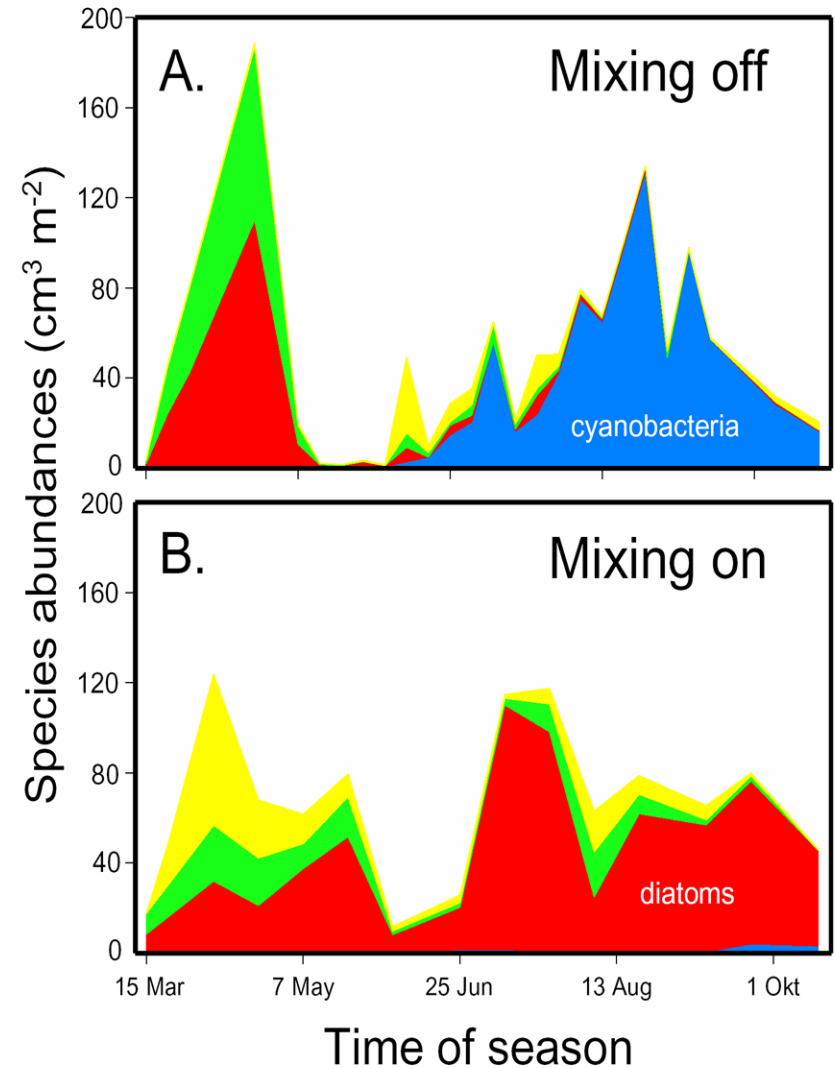 Species abundances (cm³ m⁻²)
A.
Mixing off
200
160
120
80
40
0
cyanobacteria
B.
Mixing on
200
160
120
80
40
0
diatoms
15 Mar
7 May
25 Jun
13 Aug
1 Okt
Time of season